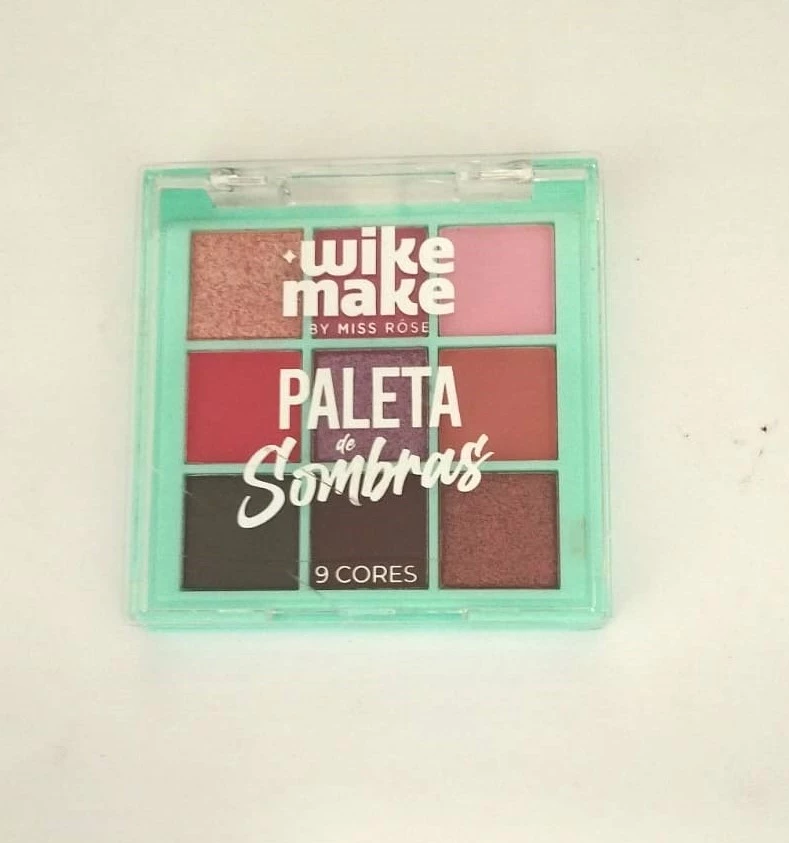 wike
make
BY MISS RÔSE
PALETA
de
Sombras
9 CORES